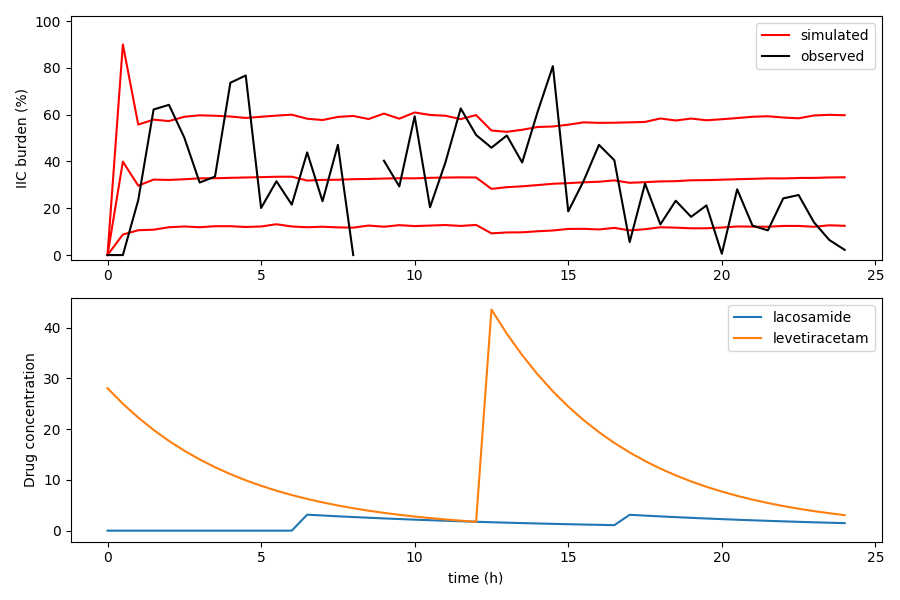 100
80
60
40
20
0
IIC burden (%)
simulated
observed
0 5 10 15 20 25
40
30
20
10
0
Drug concentration
lacosamide
levetiracetam
0 5 10 15 20 25
time (h)